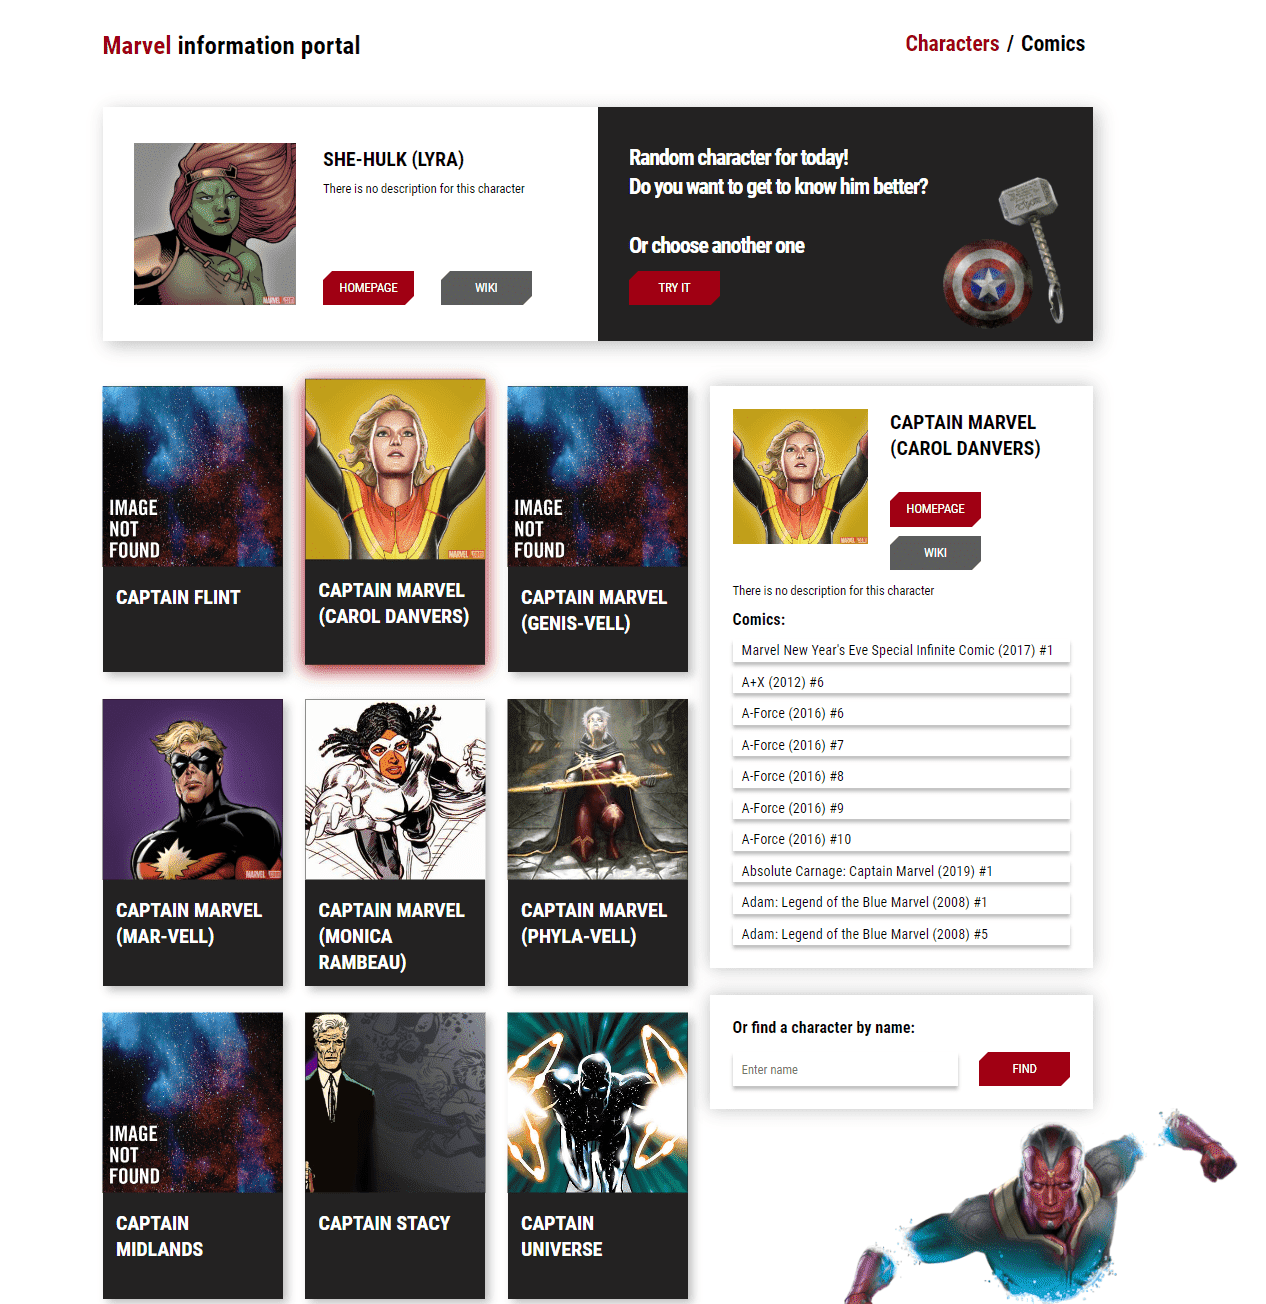 Marvel information portal
Characters / Comics
SHE-HULK (LYRA)
There is no description for this character
HOMEPAGE
WIKI
Random character for today!
Do you want to get to know him better?
Or choose another one
TRY IT
IMAGE
NOT
FOUND
CAPTAIN FLINT
CAPTAIN MARVEL
(CAROL DANVERS)
IMAGE
NOT
FOUND
CAPTAIN MARVEL
(GENIS-VELL)
CAPTAIN MARVEL
(MAR-VELL)
CAPTAIN MARVEL
(MONICA
RAMBEAU)
CAPTAIN MARVEL
(PHYLA-VELL)
IMAGE
NOT
FOUND
CAPTAIN
MIDLANDS
CAPTAIN STACY
CAPTAIN
UNIVERSE
CAPTAIN MARVEL
(CAROL DANVERS)
HOMEPAGE
WIKI
There is no description for this character
Comics:
Marvel New Year's Eve Special Infinite Comic (2017) #1
A+X (2012) #6
A-Force (2016) #6
A-Force (2016) #7
A-Force (2016) #8
A-Force (2016) #9
A-Force (2016) #10
Absolute Carnage: Captain Marvel (2019) #1
Adam: Legend of the Blue Marvel (2008) #1
Adam: Legend of the Blue Marvel (2008) #5
Or find a character by name:
Enter name
FIND